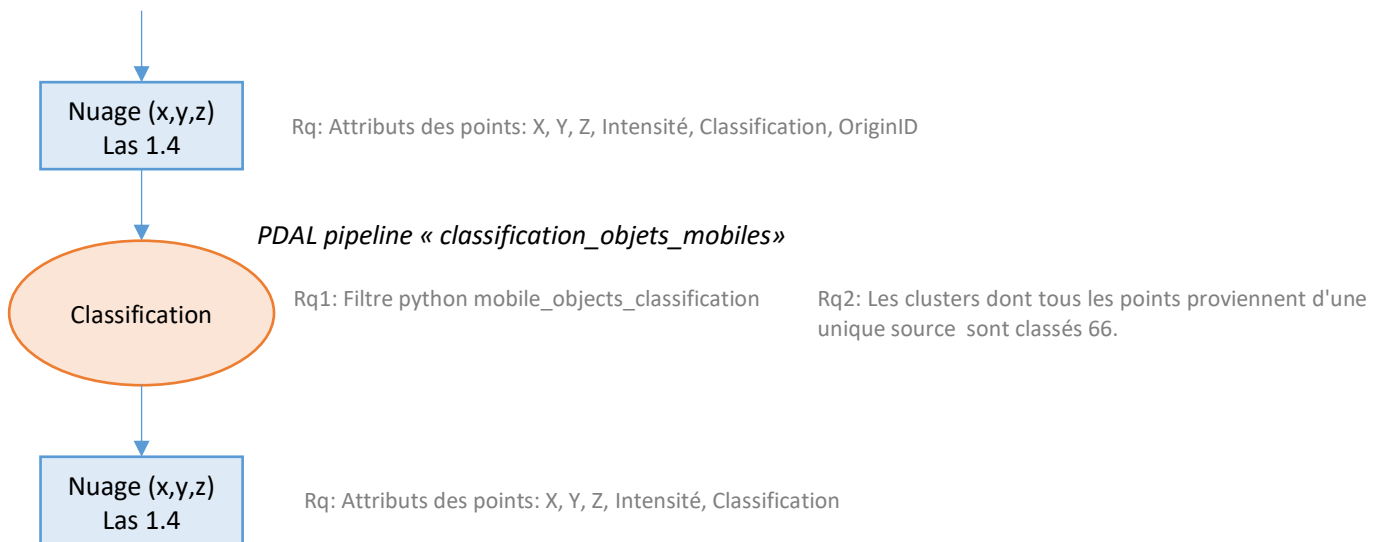 Nuage (x,y,z)
Las 1.4
Rq: Attributs des points: X, Y, Z, Intensité, Classification, OriginID
PDAL pipeline « classification_objets_mobiles»
Classification
Rq1: Filtre python mobile_objects_classification
Rq2: Les clusters dont tous les points proviennent d'une
unique source  sont classés 66.
Nuage (x,y,z)
Las 1.4
Rq: Attributs des points: X, Y, Z, Intensité, Classification